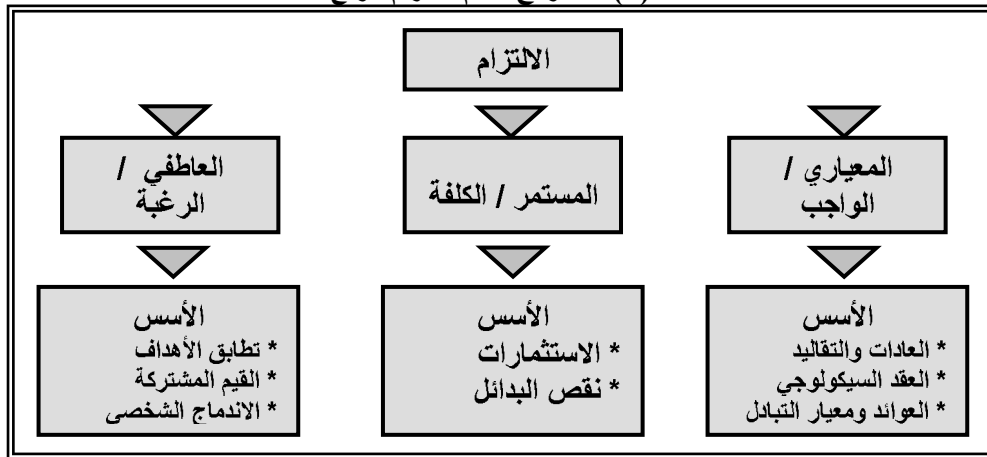 الالتزام
المعياري /
الواجب
المستمر / الكلفة
العاطفي /
الرغبة
الأسس
* العادات والتقاليد
* العقد السيكولوجي
* العوائد ومعيار التبادل
الأسس
* الاستثمارات
* نقص البدائل
الأسس
* تطابق الأهداف
* القيم المشتركة
* الاندماج الشخصي